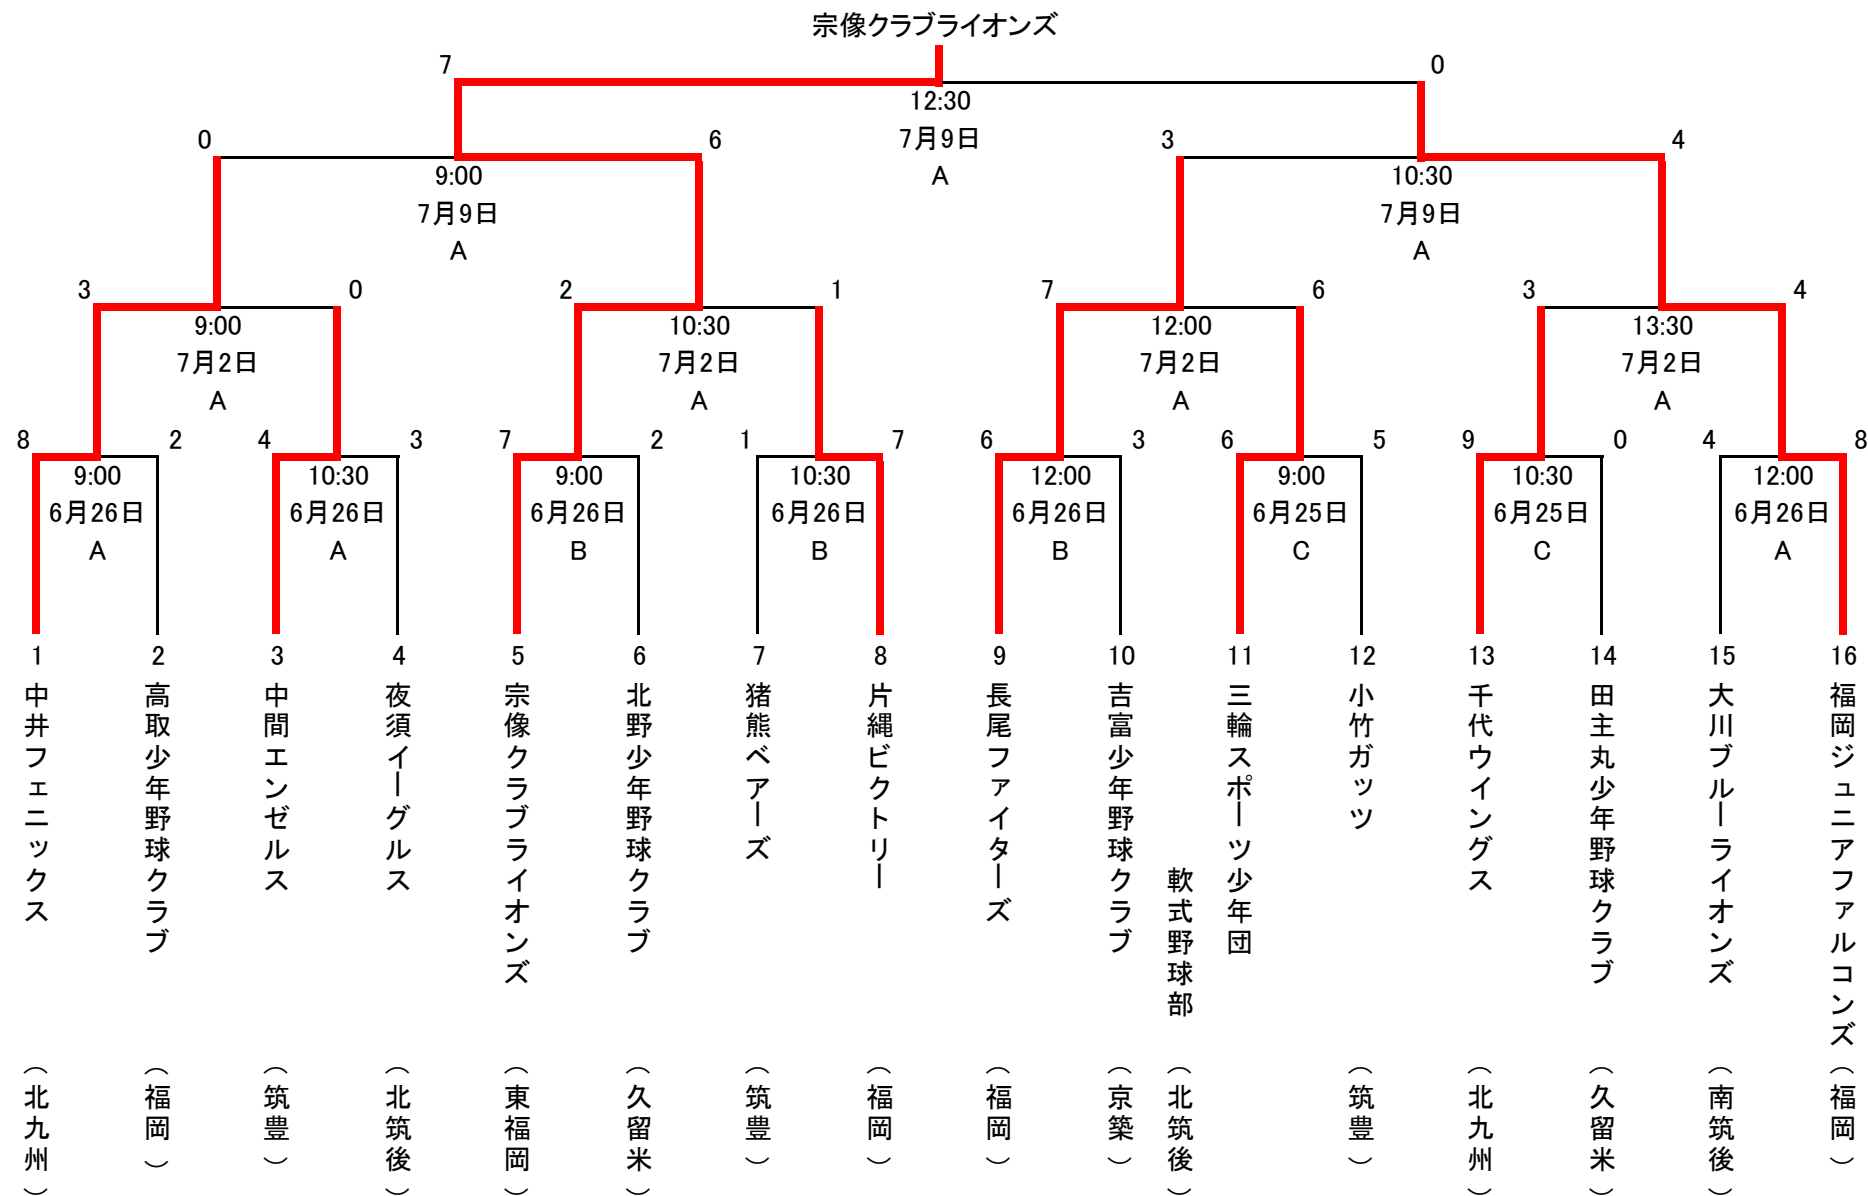 宗像クラブライオンズ
7 0
12:30
7月9日
A
0 6 3 4
9:00 10:30
7月9日 7月9日
A A
3 0 2 1 7 6 3 4
9:00 10:30 12:00 13:30
7月2日 7月2日 7月2日 7月2日
A A A A
8 2 4 3 7 2 1 7 6 3 6 5 9 0 4 8
9:00 10:30 9:00 10:30 12:00 9:00 10:30 12:00
6月26日 6月26日 6月26日 6月26日 6月26日 6月25日 6月25日 6月26日
A A B B B C C A
1 2 3 4 5 6 7 8 9 10 11 12 13 14 15 16
中井フェニックス
(北九州)
高取少年野球クラブ
(福岡)
中間エンゼルス
(筑豊)
夜須イーグルス
(北筑後)
宗像クラブライオンズ
(東福岡)
北野少年野球クラブ
(久留米)
猪熊ベアーズ
(筑豊)
片縄ビクトリー
(福岡)
長尾ファイターズ
(福岡)
吉富少年野球クラブ
(京築)
三輪スポーツ少年団
軟式野球部
(北筑後)
小竹ガッツ
(筑豊)
千代ウイングス
(北九州)
田主丸少年野球クラブ
(久留米)
大川ブルーライオンズ
(南筑後)
福岡ジュニアファルコンズ
(福岡)